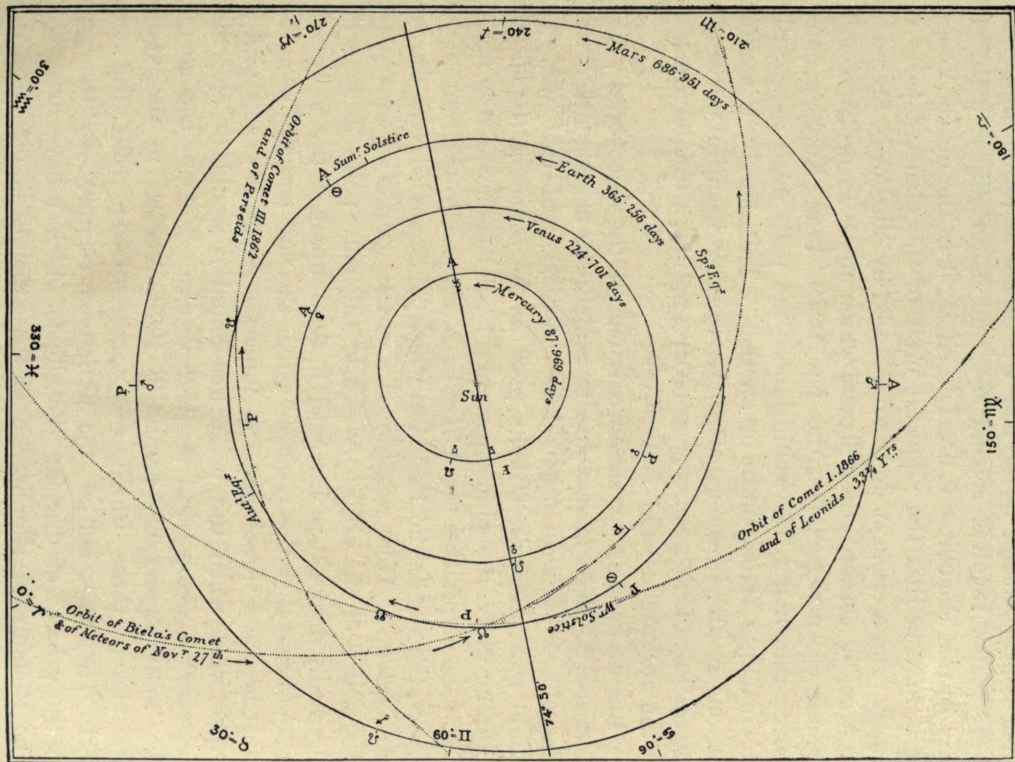 270°=♑
240°=♐
210°=♏
300°=♒
180°=♎
330=♓
150°=♍
0°=♈
30°=♉
60°=♊
90°=♋
74° 50'
Mars 686·951 days
Earth 365·256 days
Venus 224·701 days
Mercury 87·969 days
Sun
Orbit of Comet III. 1862
and of Perseids
Sumr Solstice
Spg Eqx
Autl Eqx
Wr Solstice
Orbit of Comet I. 1866
and of Leonids 33¼ Yrs
Orbit of Biela's Comet
& of Meteors of Novr 27th
A
A
A
A
P
P
P
P
P
☊
☊
☊
☊
☊